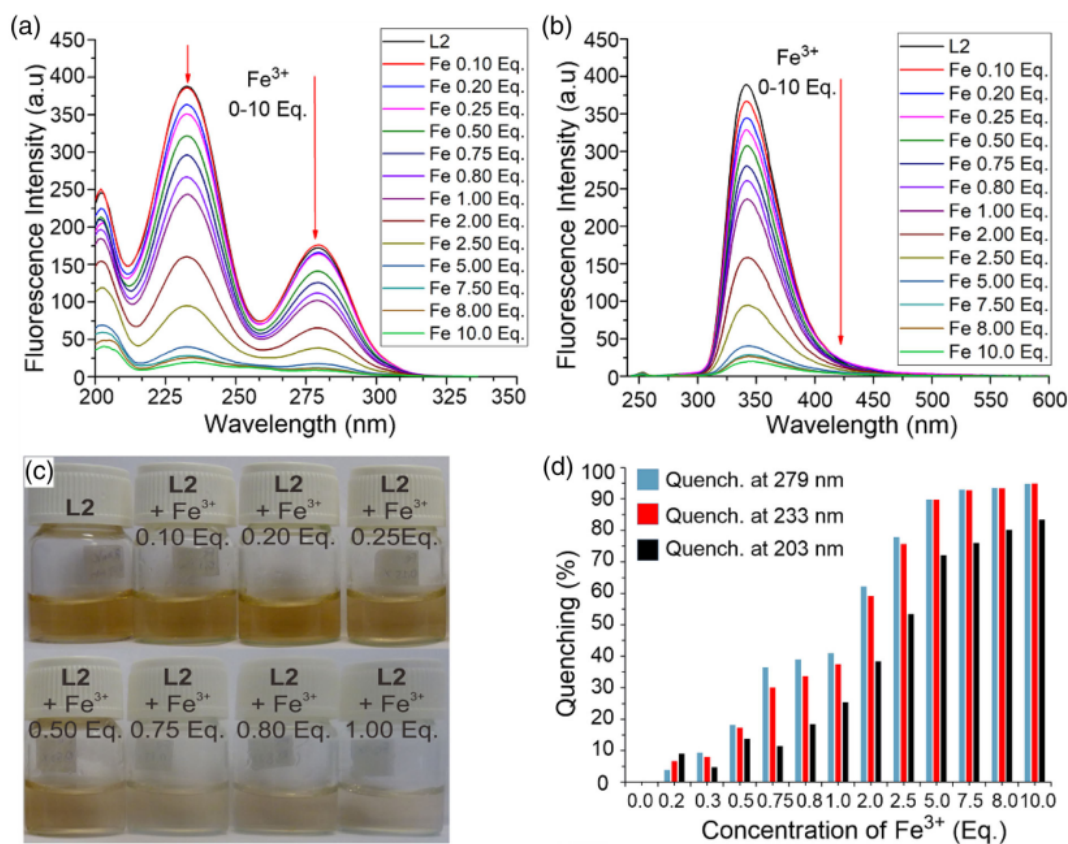 (a)
Fluorescence Intensity (a.u)
450
400
350
300
250
200
150
100
50
0
200
250
300
350
Wavelength (nm)
Fe³⁺
0-10 Eq.
L2
Fe 0.10 Eq.
Fe 0.20 Eq.
Fe 0.25 Eq.
Fe 0.50 Eq.
Fe 0.75 Eq.
Fe 0.80 Eq.
Fe 1.00 Eq.
Fe 2.00 Eq.
Fe 2.50 Eq.
Fe 5.00 Eq.
Fe 7.50 Eq.
Fe 8.00 Eq.
Fe 10.0 Eq.
(b)
Fluorescence Intensity (a.u)
450
400
350
300
250
200
150
100
50
0
250
300
350
400
450
500
550
600
Wavelength (nm)
Fe³⁺
0-10 Eq.
L2
Fe 0.10 Eq.
Fe 0.20 Eq.
Fe 0.25 Eq.
Fe 0.50 Eq.
Fe 0.75 Eq.
Fe 0.80 Eq.
Fe 1.00 Eq.
Fe 2.00 Eq.
Fe 2.50 Eq.
Fe 5.00 Eq.
Fe 7.50 Eq.
Fe 8.00 Eq.
Fe 10.0 Eq.
(c)
L2
L2
+ Fe³⁺
0.10 Eq.
L2
+ Fe³⁺
0.20 Eq.
L2
+ Fe³⁺
0.25Eq.
L2
+ Fe³⁺
0.50 Eq.
L2
+ Fe³⁺
0.75 Eq.
L2
+ Fe³⁺
0.80 Eq.
L2
+ Fe³⁺
1.00 Eq.
(d)
Quenching (%)
100
90
80
70
60
50
40
30
20
10
0
Quench. at 279 nm
Quench. at 233 nm
Quench. at 203 nm
0.0 0.2 0.3 0.5 0.75 0.8 1.0 2.0 2.5 5.0 7.5 8.0 10.0
Concentration of Fe³⁺ (Eq.)